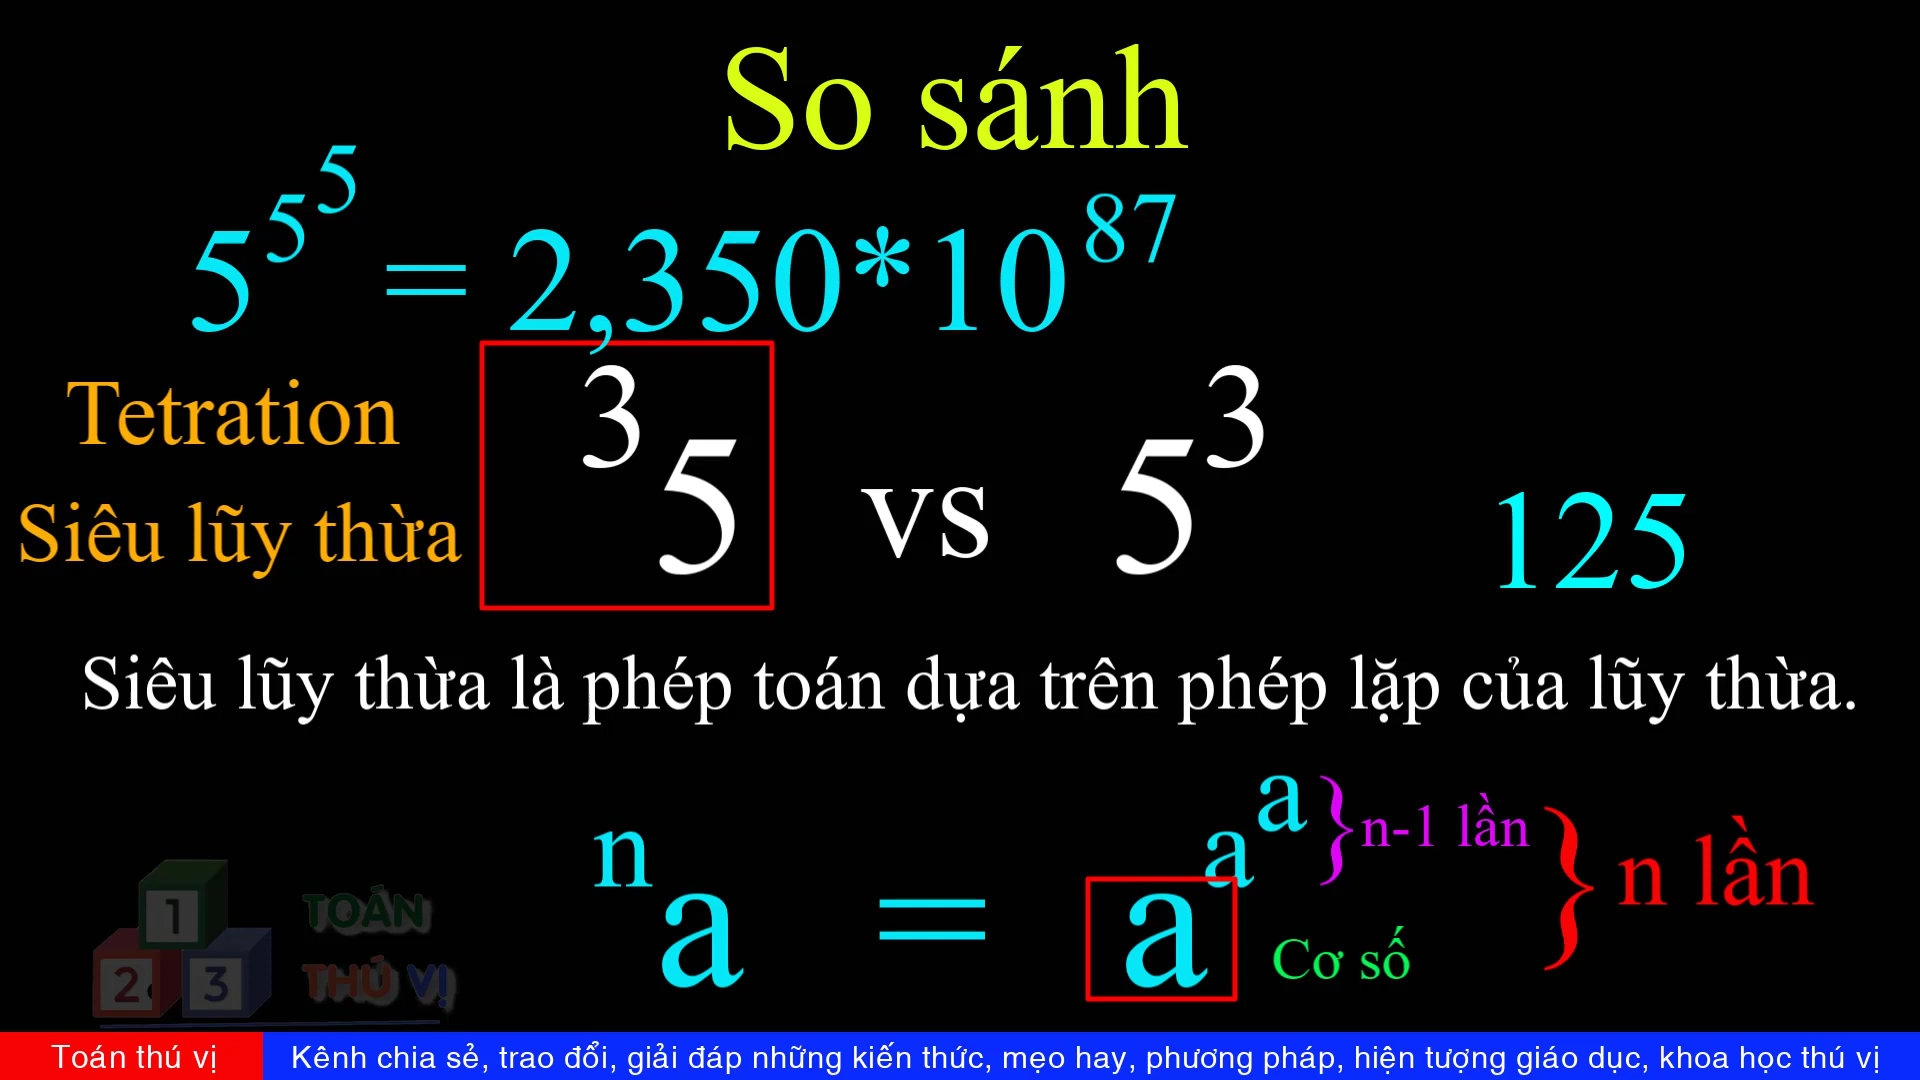 So sánh
5^5^5 = 2,350*10^87
Tetration
Siêu lũy thừa
³5 vs 5³
125
Siêu lũy thừa là phép toán dựa trên phép lặp của lũy thừa.
ⁿa = a^a^a }n-1 lần } n lần
Cơ số
1 2 3
TOÁN
THÚ VỊ
Toán thú vị
Kênh chia sẻ, trao đổi, giải đáp những kiến thức, mẹo hay, phương pháp, hiện tượng giáo dục, khoa học thú vị